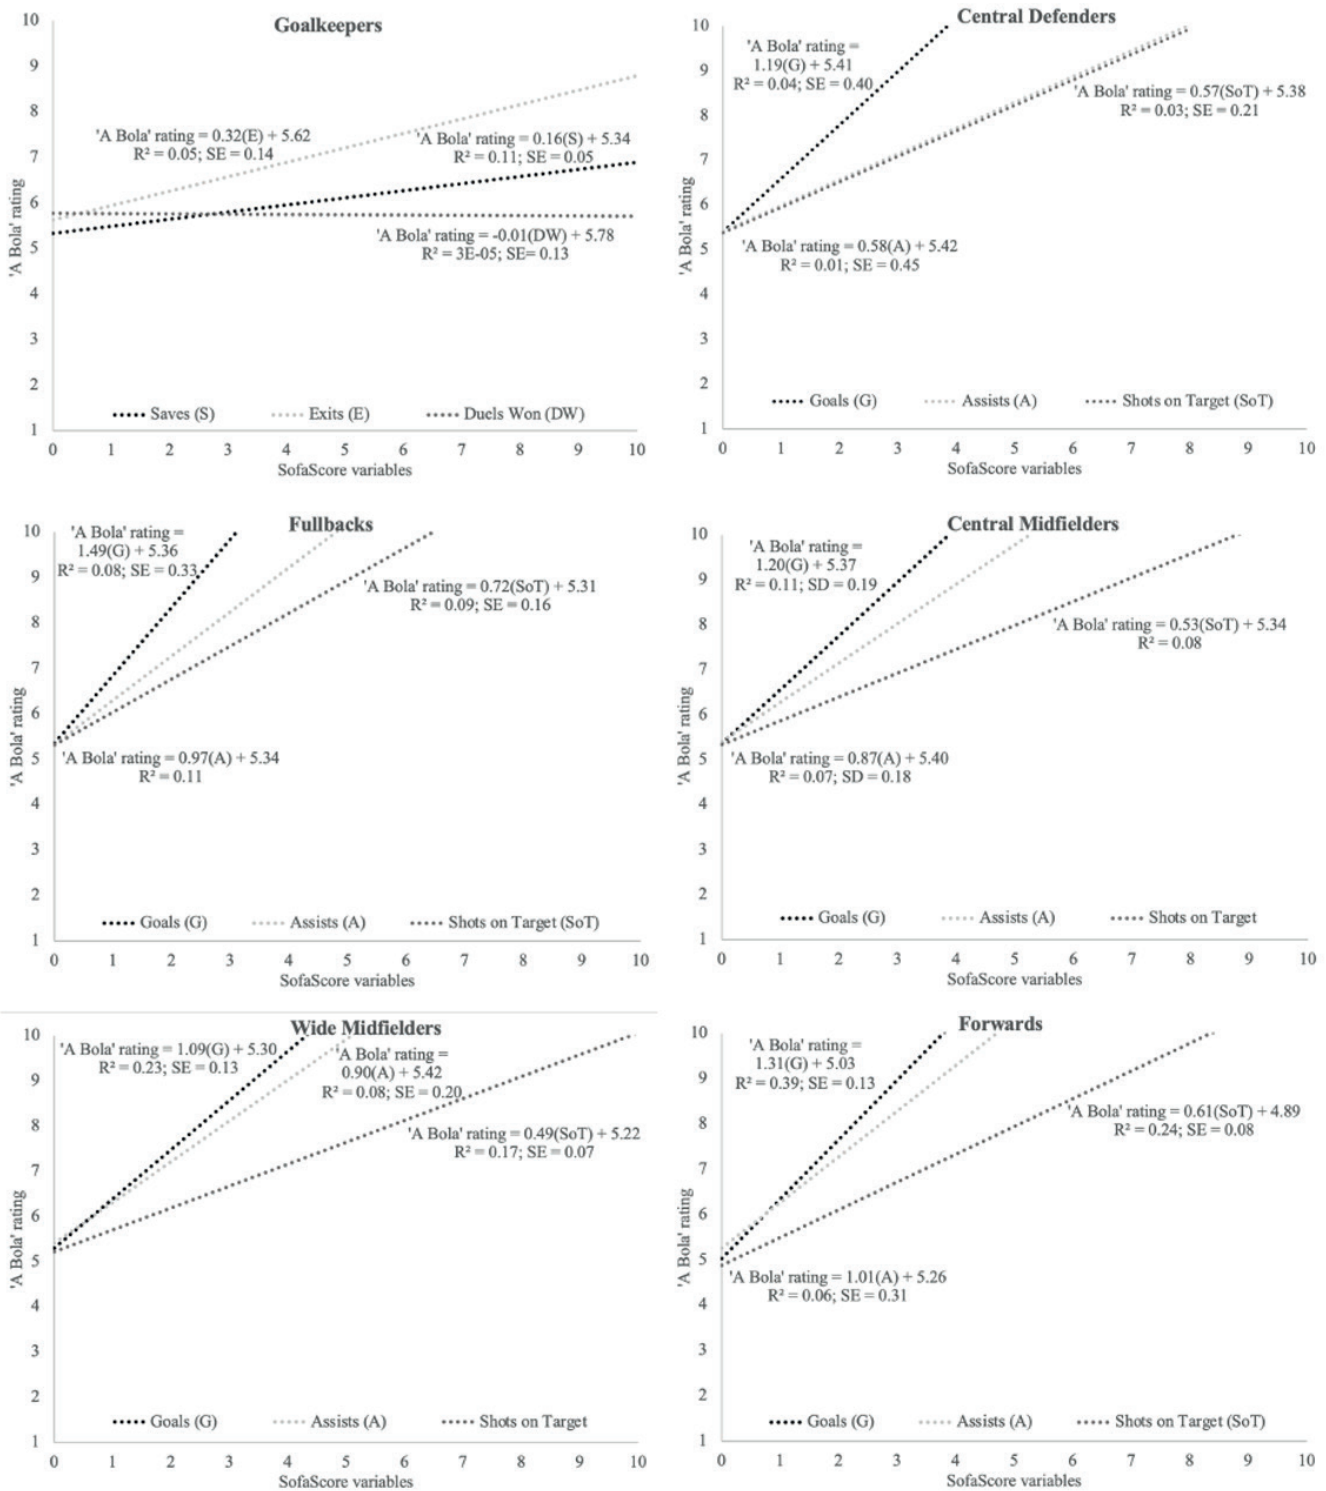 Goalkeepers
10
9
8
7
6
5
4
3
2
1
'A Bola' rating
'A Bola' rating = 0.32(E) + 5.62
R² = 0.05; SE = 0.14
'A Bola' rating = 0.16(S) + 5.34
R² = 0.11; SE = 0.05
'A Bola' rating = -0.01(DW) + 5.78
R² = 3E-05; SE= 0.13
Saves (S) Exits (E) Duels Won (DW)
0 1 2 3 4 5 6 7 8 9 10
SofaScore variables
Central Defenders
10
9
8
7
6
5
4
3
2
1
'A Bola' rating
'A Bola' rating =
1.19(G) + 5.41
R² = 0.04; SE = 0.40
'A Bola' rating = 0.57(SoT) + 5.38
R² = 0.03; SE = 0.21
'A Bola' rating = 0.58(A) + 5.42
R² = 0.01; SE = 0.45
Goals (G) Assists (A) Shots on Target (SoT)
0 1 2 3 4 5 6 7 8 9 10
SofaScore variables
Fullbacks
10
9
8
7
6
5
4
3
2
1
'A Bola' rating
'A Bola' rating =
1.49(G) + 5.36
R² = 0.08; SE = 0.33
'A Bola' rating = 0.72(SoT) + 5.31
R² = 0.09; SE = 0.16
'A Bola' rating = 0.97(A) + 5.34
R² = 0.11
Goals (G) Assists (A) Shots on Target (SoT)
0 1 2 3 4 5 6 7 8 9 10
SofaScore variables
Central Midfielders
10
9
8
7
6
5
4
3
2
1
'A Bola' rating
'A Bola' rating =
1.20(G) + 5.37
R² = 0.11; SD = 0.19
'A Bola' rating = 0.53(SoT) + 5.34
R² = 0.08
'A Bola' rating = 0.87(A) + 5.40
R² = 0.07; SD = 0.18
Goals (G) Assists (A) Shots on Target
0 1 2 3 4 5 6 7 8 9 10
SofaScore variables
Wide Midfielders
10
9
8
7
6
5
4
3
2
1
'A Bola' rating
'A Bola' rating = 1.09(G) + 5.30
R² = 0.23; SE = 0.13
'A Bola' rating =
0.90(A) + 5.42
R² = 0.08; SE = 0.20
'A Bola' rating = 0.49(SoT) + 5.22
R² = 0.17; SE = 0.07
Goals (G) Assists (A) Shots on Target
0 1 2 3 4 5 6 7 8 9 10
SofaScore variables
Forwards
10
9
8
7
6
5
4
3
2
1
'A Bola' rating
'A Bola' rating =
1.31(G) + 5.03
R² = 0.39; SE = 0.13
'A Bola' rating = 0.61(SoT) + 4.89
R² = 0.24; SE = 0.08
'A Bola' rating = 1.01(A) + 5.26
R² = 0.06; SE = 0.31
Goals (G) Assists (A) Shots on Target (SoT)
0 1 2 3 4 5 6 7 8 9 10
SofaScore variables